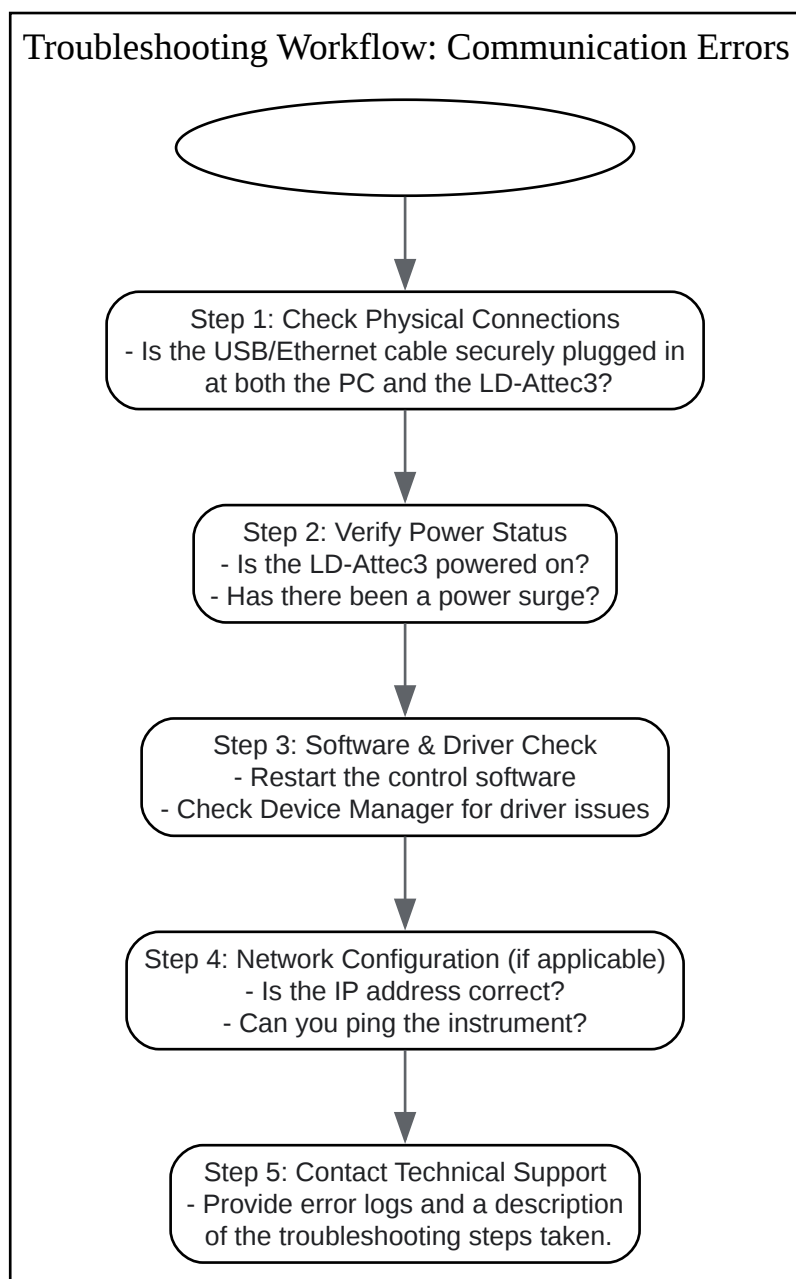 Troubleshooting Workflow: Communication Errors
Step 1: Check Physical Connections
- Is the USB/Ethernet cable securely plugged in
at both the PC and the LD-Attec3?
Step 2: Verify Power Status
- Is the LD-Attec3 powered on?
- Has there been a power surge?
Step 3: Software & Driver Check
- Restart the control software
- Check Device Manager for driver issues
Step 4: Network Configuration (if applicable)
- Is the IP address correct?
- Can you ping the instrument?
Step 5: Contact Technical Support
- Provide error logs and a description
of the troubleshooting steps taken.